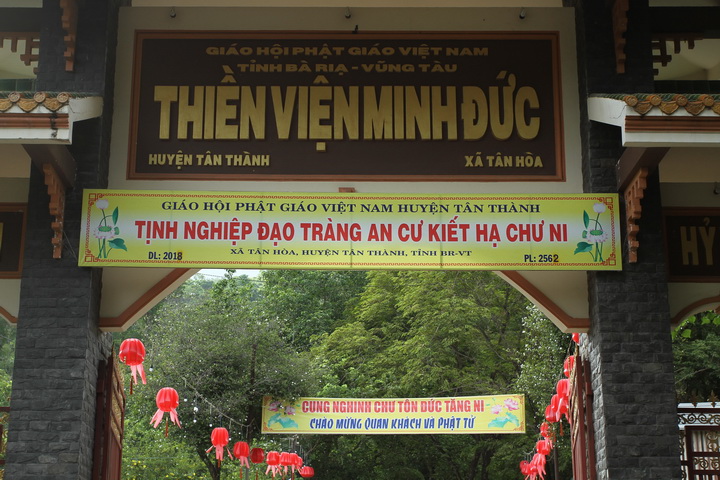 GIÁO HỘI PHẬT GIÁO VIỆT NAM
TỈNH BÀ RỊA - VŨNG TÀU
THIỀN VIỆN MINH ĐỨC
HUYỆN TÂN THÀNH XÃ TÂN HÒA
GIÁO HỘI PHẬT GIÁO VIỆT NAM HUYỆN TÂN THÀNH
TỊNH NGHIỆP ĐẠO TRÀNG AN CƯ KIẾT HẠ CHƯ NI
XÃ TÂN HÒA, HUYỆN TÂN THÀNH, TỈNH BR-VT
DL: 2018 PL: 2562
HỶ
CUNG NGHINH CHƯ TÔN ĐỨC TĂNG NI
CHÀO MỪNG QUAN KHÁCH VÀ PHẬT TỬ